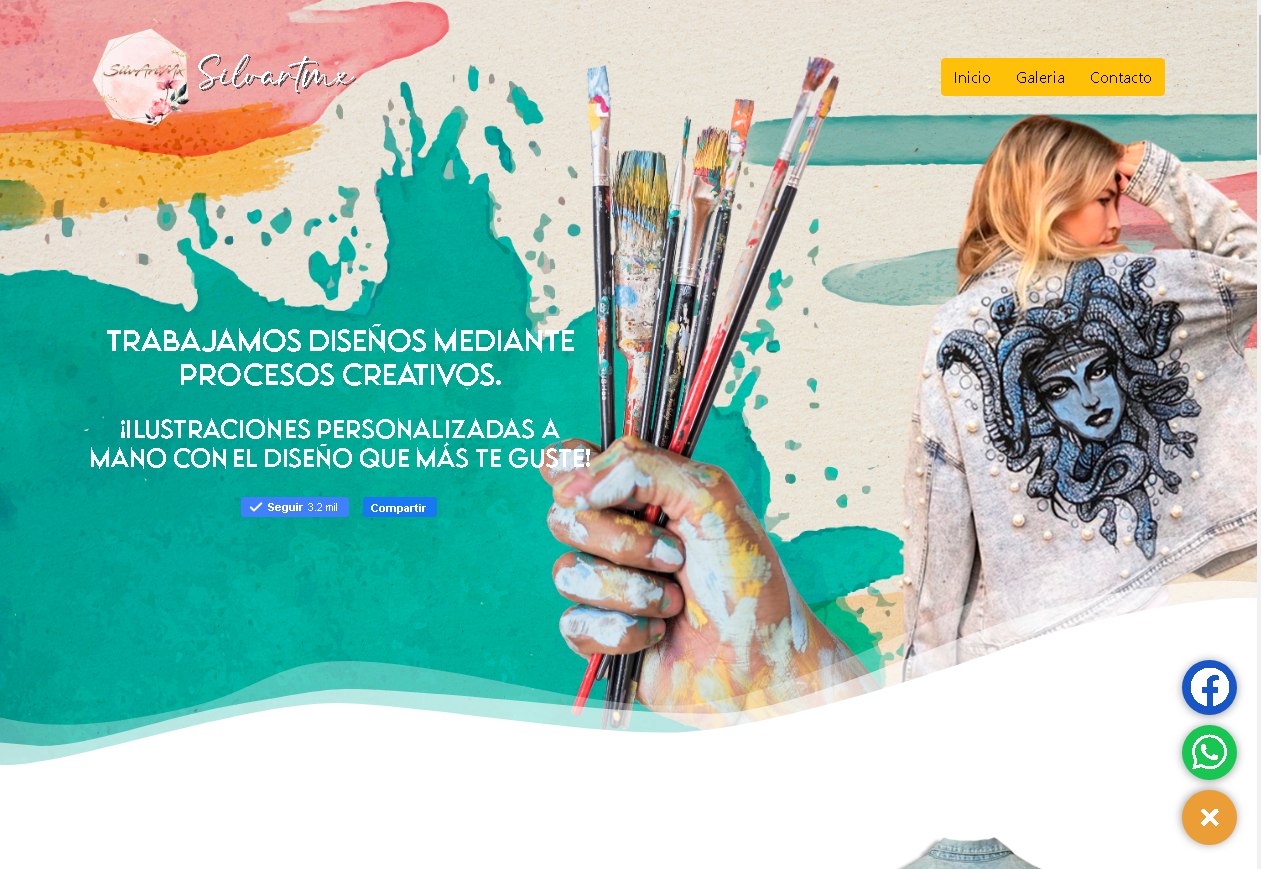 SilvArtMx
Silvartmx
Inicio Galeria Contacto
TRABAJAMOS DISEÑOS MEDIANTE
PROCESOS CREATIVOS.
¡ILUSTRACIONES PERSONALIZADAS A
MANO CON EL DISEÑO QUE MÁS TE GUSTE!
Seguir 3.2 mil Compartir